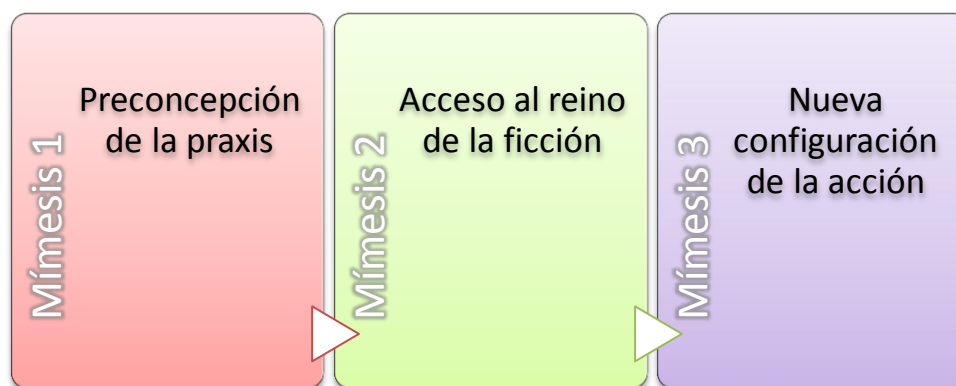 Mímesis 1
Preconcepción
de la praxis
Mímesis 2
Acceso al reino
de la ficción
Mímesis 3
Nueva
configuración
de la acción